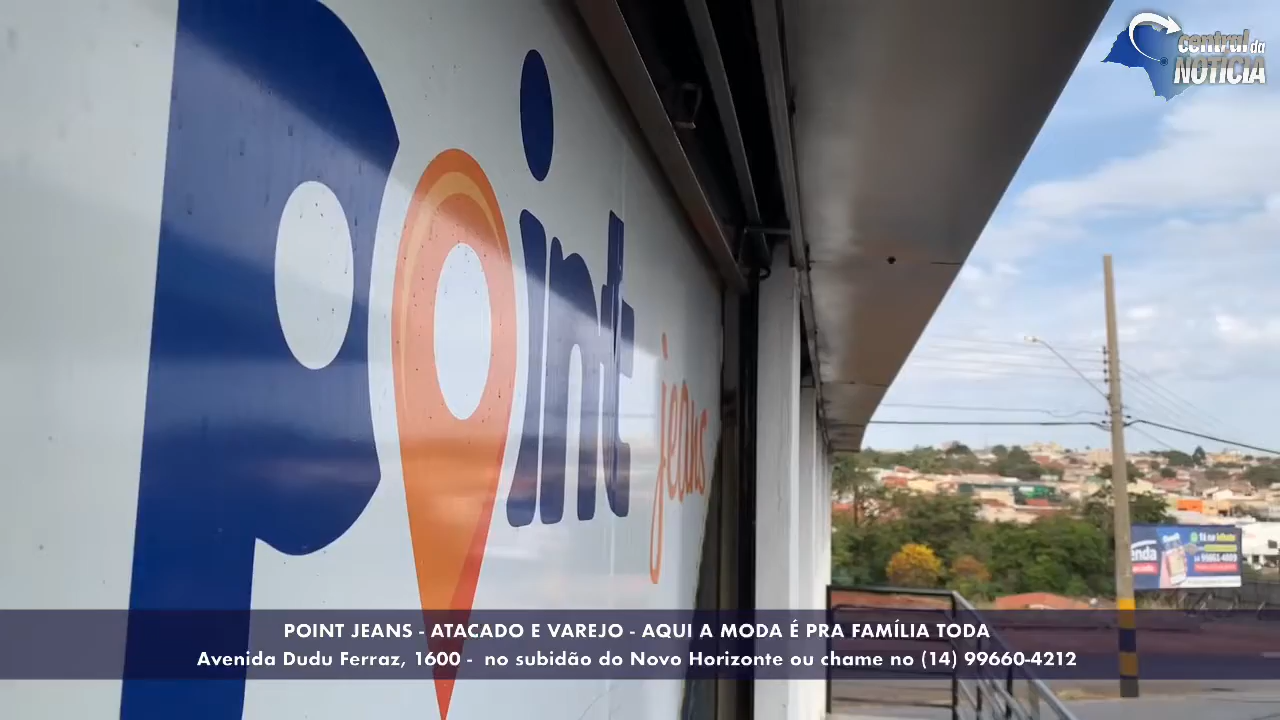 central da
NOTÍCIA
Point
jeans
enda
POINT JEANS - ATACADO E VAREJO - AQUI A MODA É PRA FAMÍLIA TODA
Avenida Dudu Ferraz, 1600 - no subidão do Novo Horizonte ou chame no (14) 99660-4212